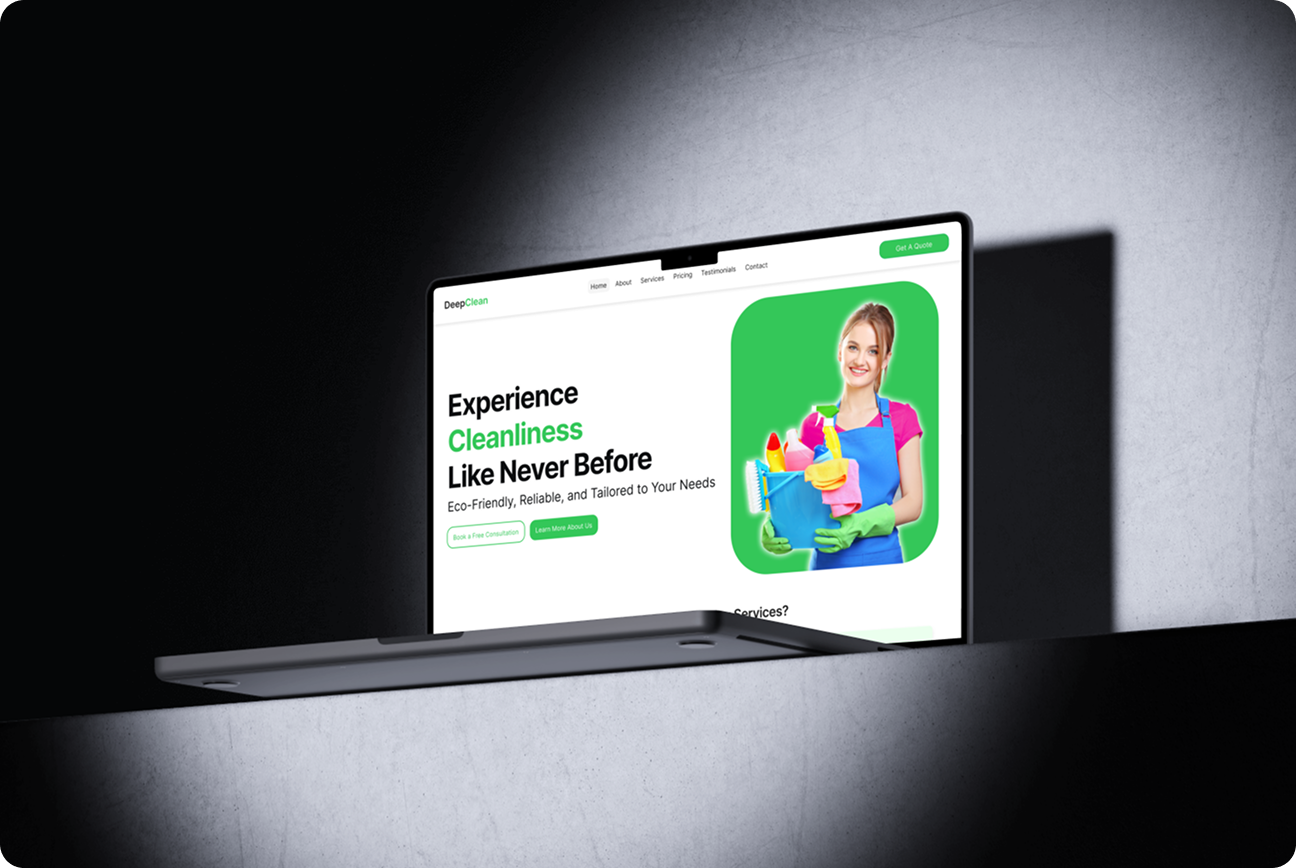 DeepClean
Home About Services Pricing Testimonials Contact
Get A Quote
Experience
Cleanliness
Like Never Before
Eco-Friendly, Reliable, and Tailored to Your Needs
Book a Free Consultation Learn More About Us
Services?